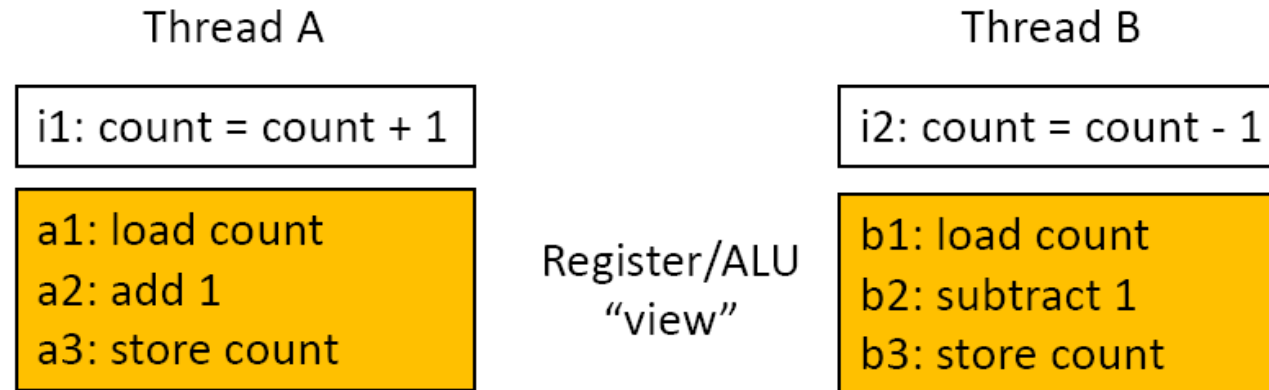 Thread A
Thread B
i1: count = count + 1
i2: count = count - 1
a1: load count
a2: add 1
a3: store count
Register/ALU
“view”
b1: load count
b2: subtract 1
b3: store count